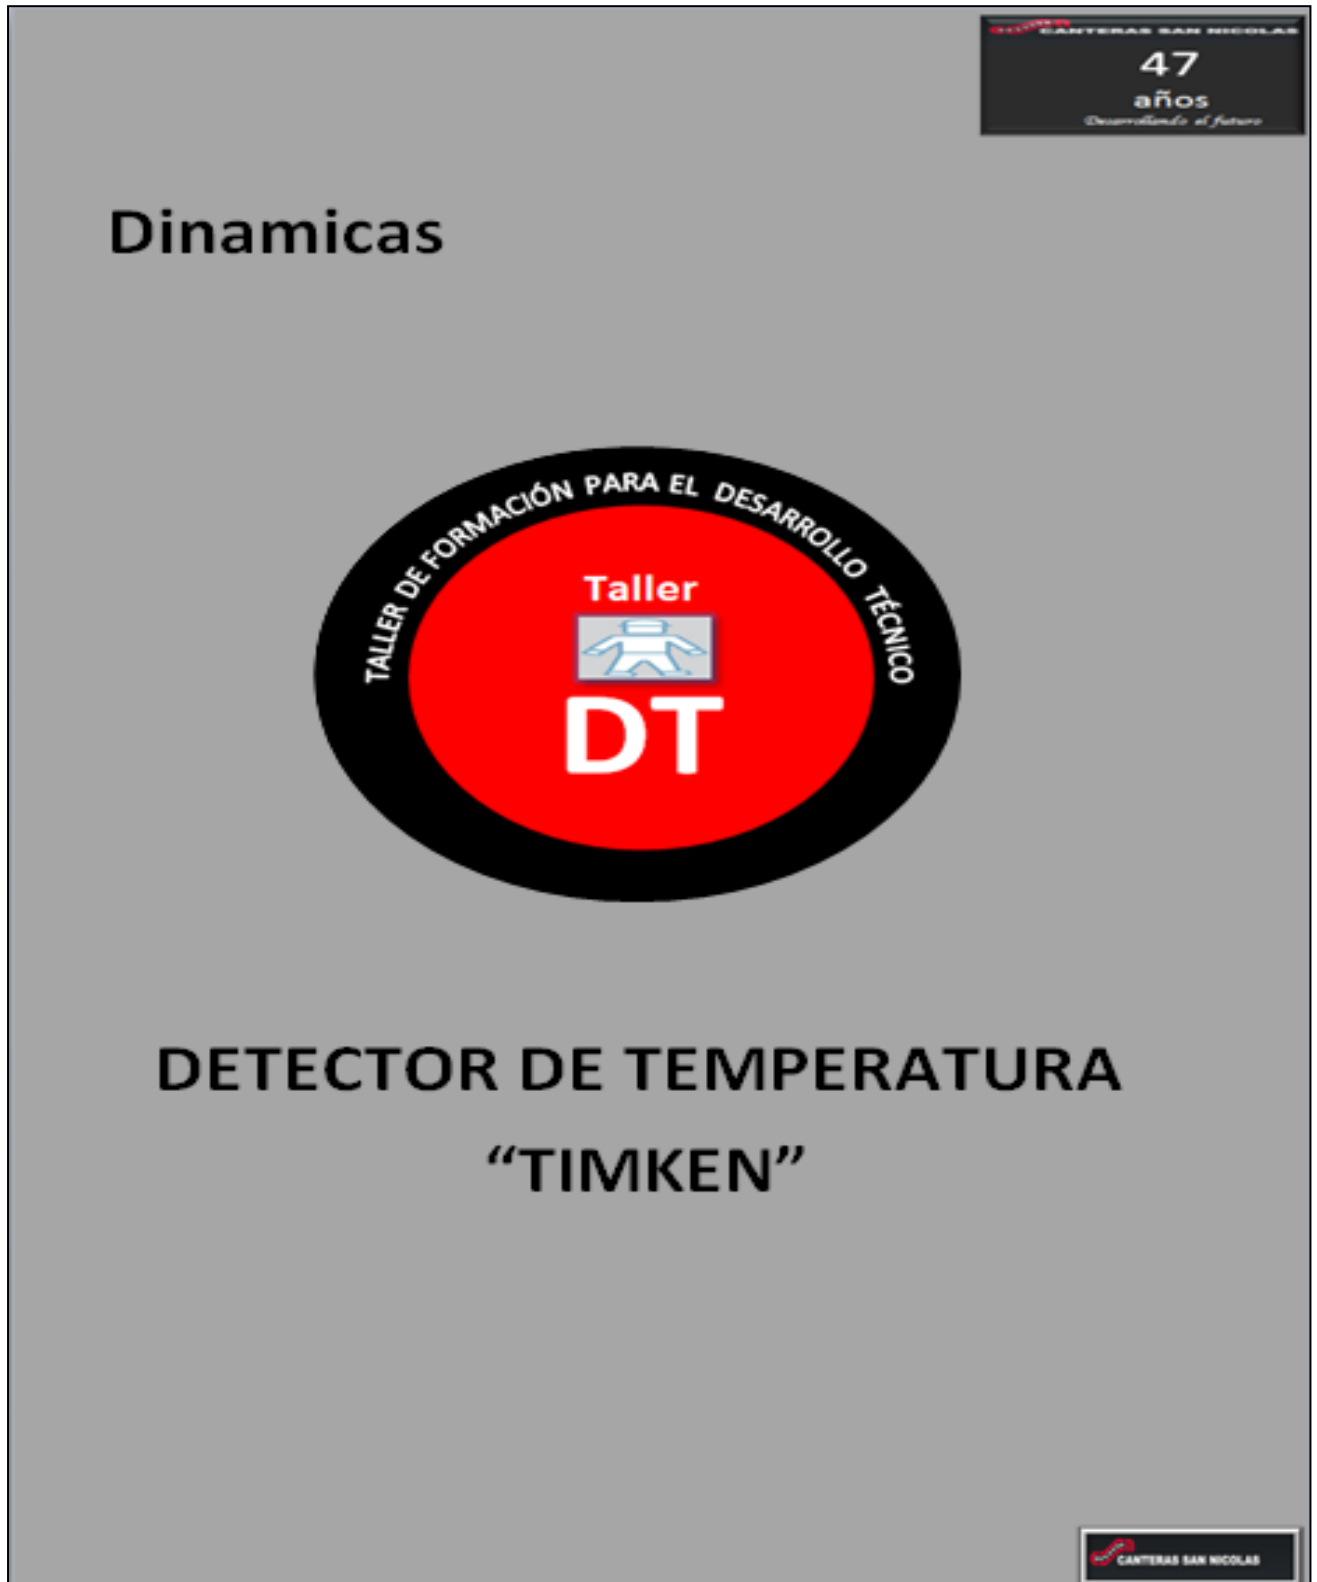 CANTERAS SAN NICOLAS
47
años
Desarrollando el futuro
Dinamicas
TALLER DE FORMACIÓN PARA EL DESARROLLO TÉCNICO
Taller
DT
DETECTOR DE TEMPERATURA
“TIMKEN”
CANTERAS SAN NICOLAS